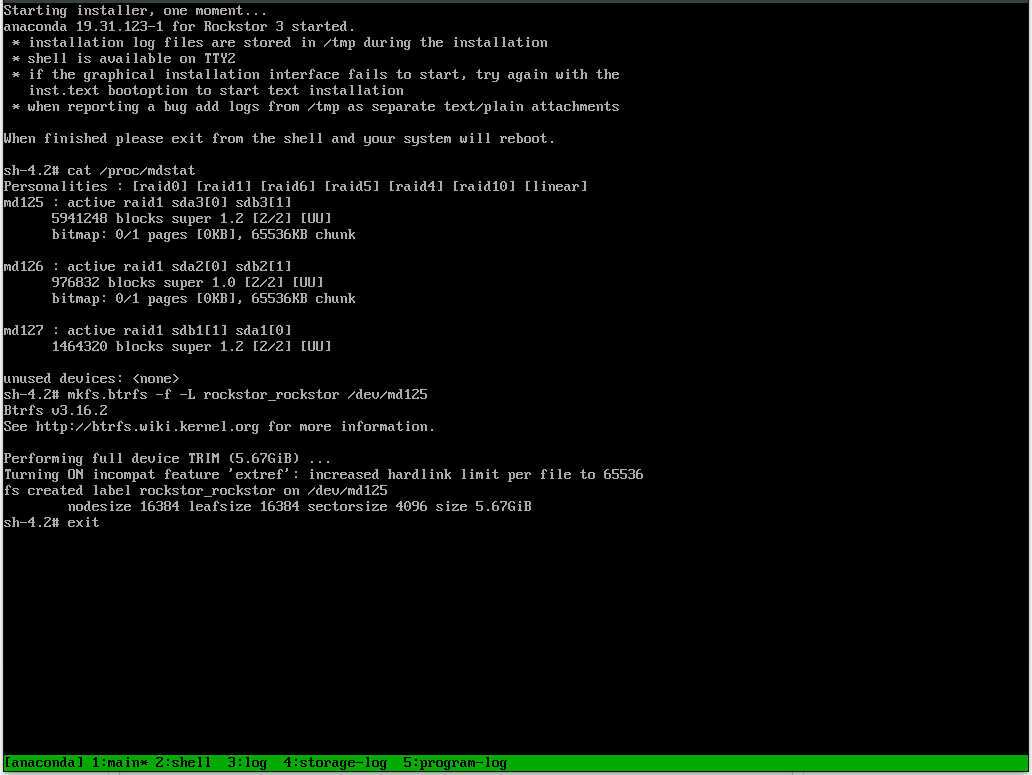 Starting installer, one moment...
anaconda 19.31.123-1 for Rockstor 3 started.
 * installation log files are stored in /tmp during the installation
 * shell is available on TTY2
 * if the graphical installation interface fails to start, try again with the
   inst.text bootoption to start text installation
 * when reporting a bug add logs from /tmp as separate text/plain attachments

When finished please exit from the shell and your system will reboot.

sh-4.2# cat /proc/mdstat
Personalities : [raid0] [raid1] [raid6] [raid5] [raid4] [raid10] [linear]
md125 : active raid1 sda3[0] sdb3[1]
      5941248 blocks super 1.2 [2/2] [UU]
      bitmap: 0/1 pages [0KB], 65536KB chunk

md126 : active raid1 sda2[0] sdb2[1]
      976832 blocks super 1.0 [2/2] [UU]
      bitmap: 0/1 pages [0KB], 65536KB chunk

md127 : active raid1 sdb1[1] sda1[0]
      1464320 blocks super 1.2 [2/2] [UU]

unused devices: <none>
sh-4.2# mkfs.btrfs -f -L rockstor_rockstor /dev/md125
Btrfs v3.16.2
See http://btrfs.wiki.kernel.org for more information.

Performing full device TRIM (5.67GiB) ...
Turning ON incompat feature 'extref': increased hardlink limit per file to 65536
fs created label rockstor_rockstor on /dev/md125
        nodesize 16384 leafsize 16384 sectorsize 4096 size 5.67GiB
sh-4.2# exit
[anaconda] 1:main* 2:shell  3:log  4:storage-log  5:program-log